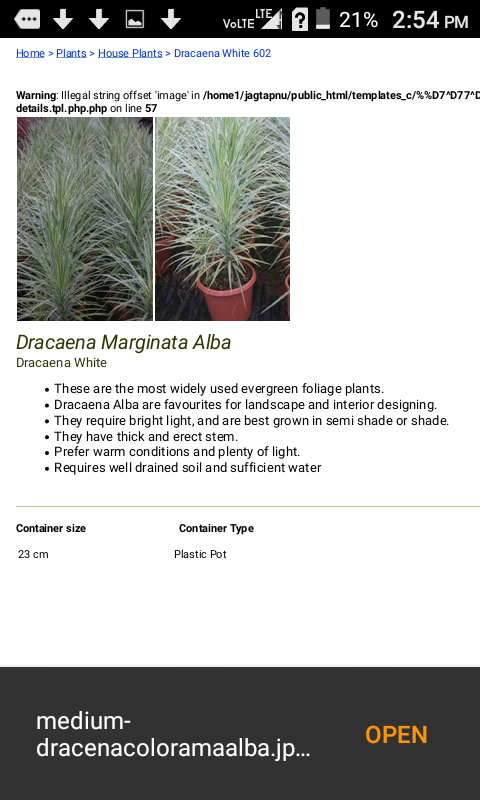 VoLTE LTE 21% 2:54 PM
Home > Plants > House Plants > Dracaena White 602
Warning: Illegal string offset 'image' in /home1/jagtapnu/public_html/templates_c/%%D7^D77^D
details.tpl.php.php on line 57
Dracaena Marginata Alba
Dracaena White
• These are the most widely used evergreen foliage plants.
• Dracaena Alba are favourites for landscape and interior designing.
• They require bright light, and are best grown in semi shade or shade.
• They have thick and erect stem.
• Prefer warm conditions and plenty of light.
• Requires well drained soil and sufficient water
Container size Container Type
23 cm Plastic Pot
medium-
dracenacoloramaalba.jp... OPEN